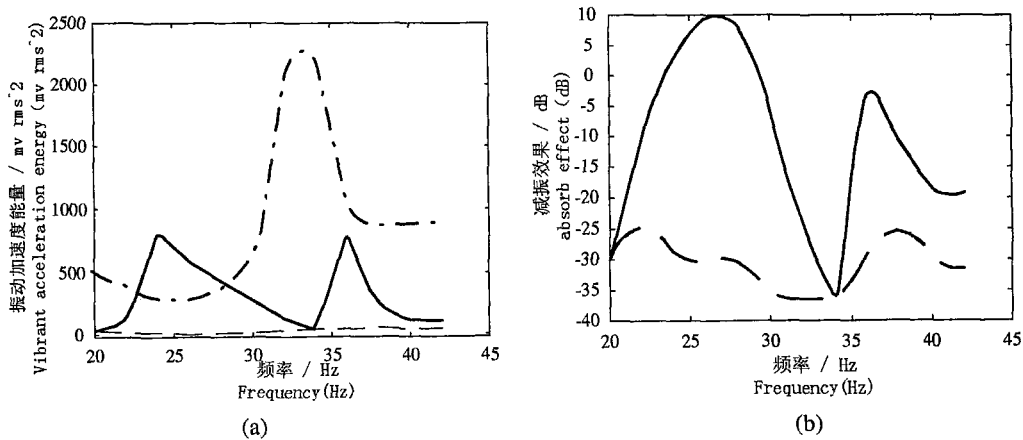 2500
2000
1500
1000
500
0
振动加速度能量 / mv rms^2
Vibrant acceleration energy (mv rms^2)
20
25
30
35
40
45
频率 / Hz
Frequency(Hz)
(a)
10
5
0
-5
-10
-15
-20
-25
-30
-35
-40
减振效果 / dB
absorb effect (dB)
20
25
30
35
40
45
频率 / Hz
Frequency(Hz)
(b)